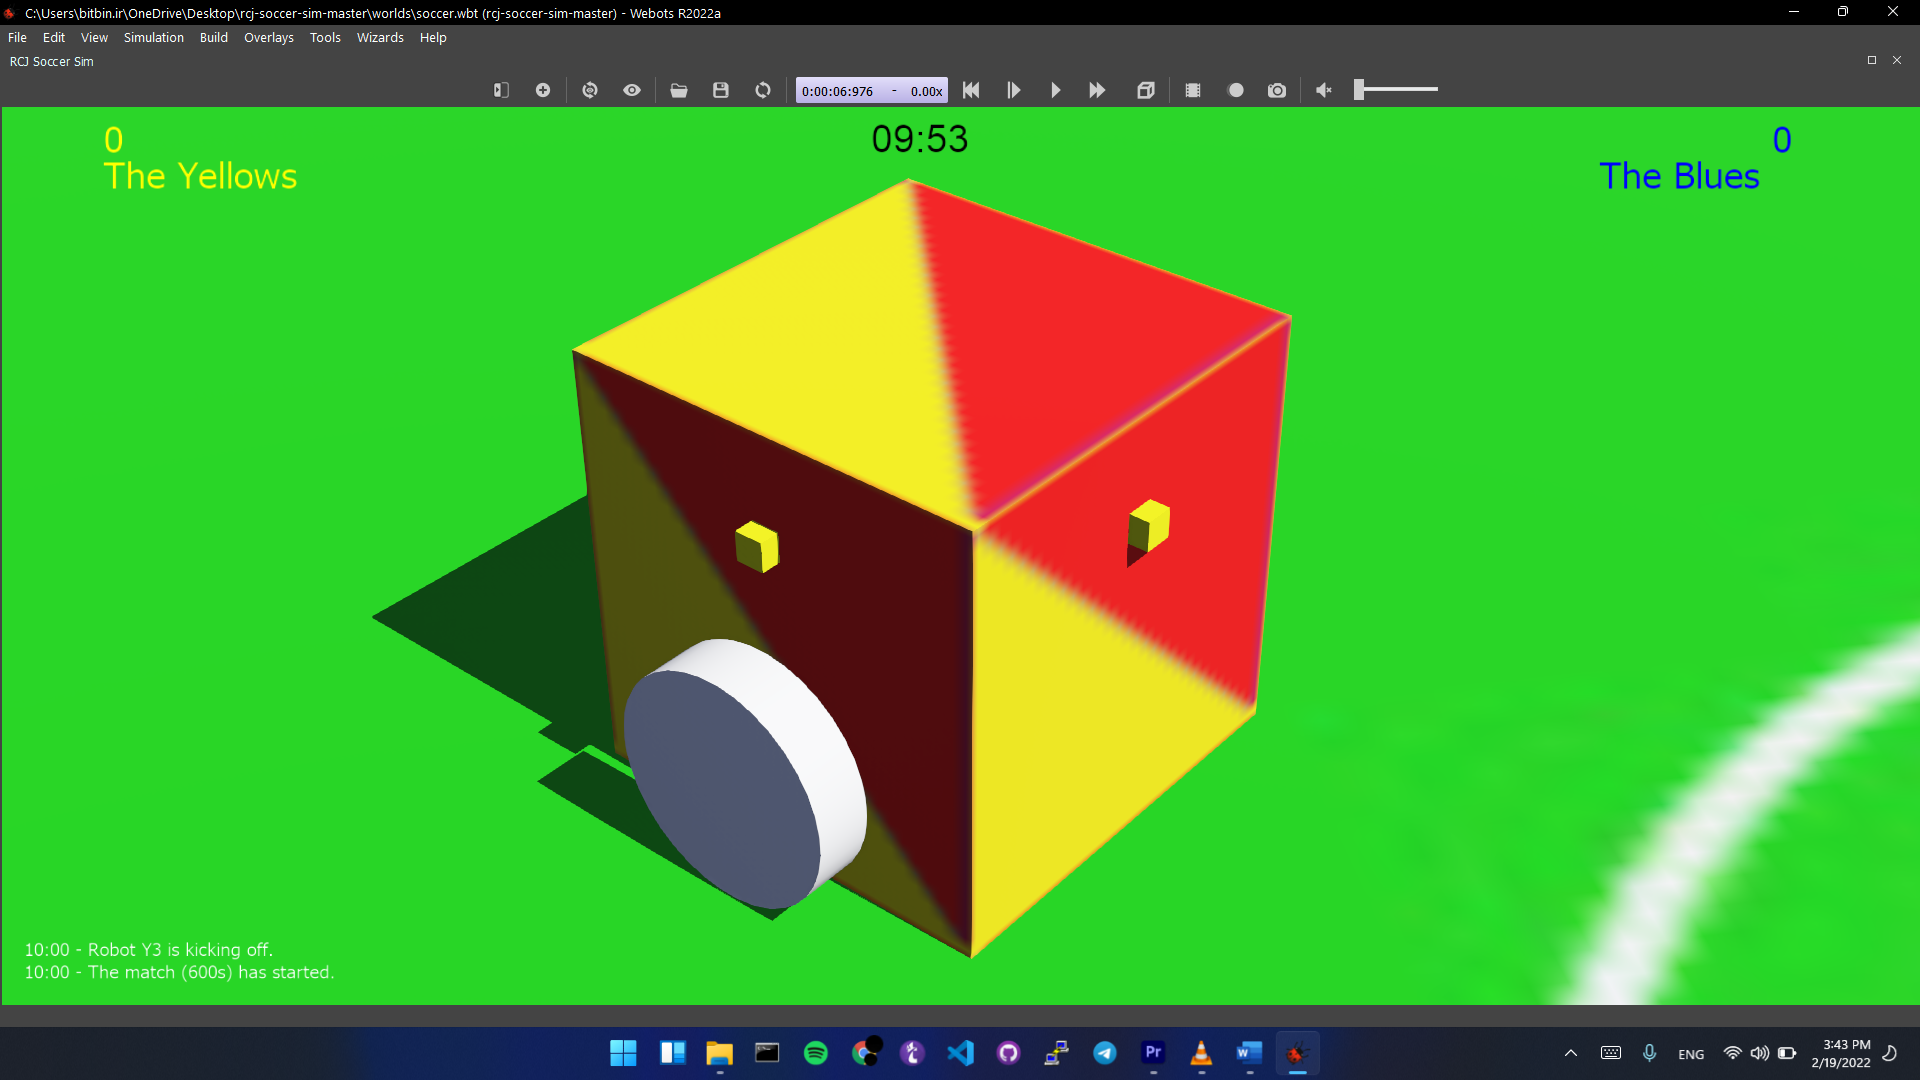 C:\Users\bitbin.ir\OneDrive\Desktop\rcj-soccer-sim-master\worlds\soccer.wbt (rcj-soccer-sim-master) - Webots R2022a
File Edit View Simulation Build Overlays Tools Wizards Help
RCJ Soccer Sim
0:00:06:976 - 0.00x
0 09:53 0
The Yellows The Blues
10:00 - Robot Y3 is kicking off.
10:00 - The match (600s) has started.
Pr
W
ENG
3:43 PM
2/19/2022